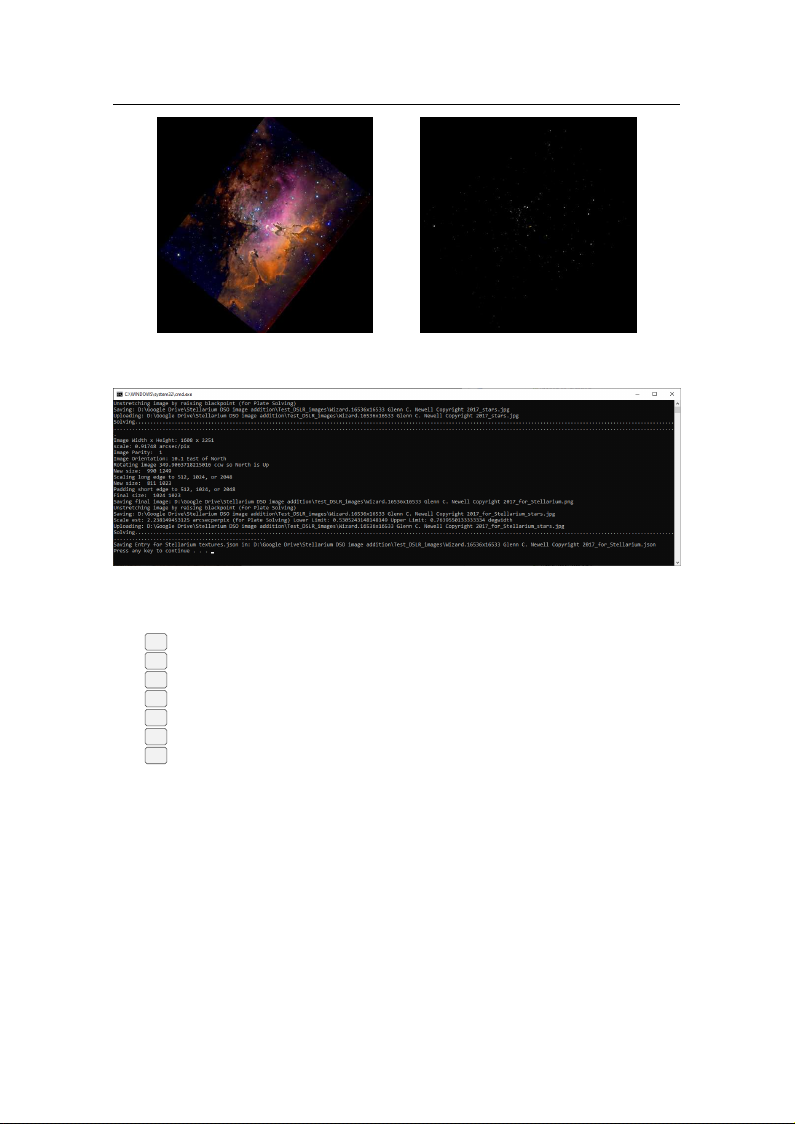 C:\WINDOWS\system32\cmd.exe
Unstretching image by raising blackpoint (for Plate Solving)
Saving: D:\Google Drive\Stellarium DSO image addition\Test_DSLR_images\Wizard.16536x16533 Glenn C. Newell Copyright 2017_stars.jpg
Uploading: D:\Google Drive\Stellarium DSO image addition\Test_DSLR_images\Wizard.16536x16533 Glenn C. Newell Copyright 2017_stars.jpg
Solving................................................................
Image Width x Height: 1608 x 2251
scale: 0.91748 arcsec/pix
Image Parity: 1
Image Orientation: 10.1 East of North
Rotating image 349.9063718215016 ccw so North is Up
New size: 990 1249
Scaling long edge to 512, 1024, or 2048
New size: 811 1023
Padding short edge to 512, 1024, or 2048
Final size: 1024 1023
Saving final image: D:\Google Drive\Stellarium DSO image addition\Test_DSLR_images\Wizard.16536x16533 Glenn C. Newell Copyright 2017_for_Stellarium.png
Unstretching image by raising blackpoint (For Plate Solving)
Saving: D:\Google Drive\Stellarium DSO image addition\Test_DSLR_images\Wizard.16536x16533 Glenn C. Newell Copyright 2017_for_Stellarium_stars.jpg
Scale est: 2.238149453125 arcsecperpix (For Plate Solving) Lower Limit: 0.5305243148148149 Upper Limit: degwidth
Uploading: D:\Google Drive\Stellarium DSO image addition\Test_DSLR_images\Wizard.16536x16533 Glenn C. Newell Copyright 2017_for_Stellarium_stars.jpg
Solving................................................................
Saving Entry for Stellarium textures.json in: D:\Google Drive\Stellarium DSO image addition\Test_DSLR_images\Wizard.16536x16533 Glenn C. Newell Copyright 2017_for_Stellarium.json
Press any key to continue . . .